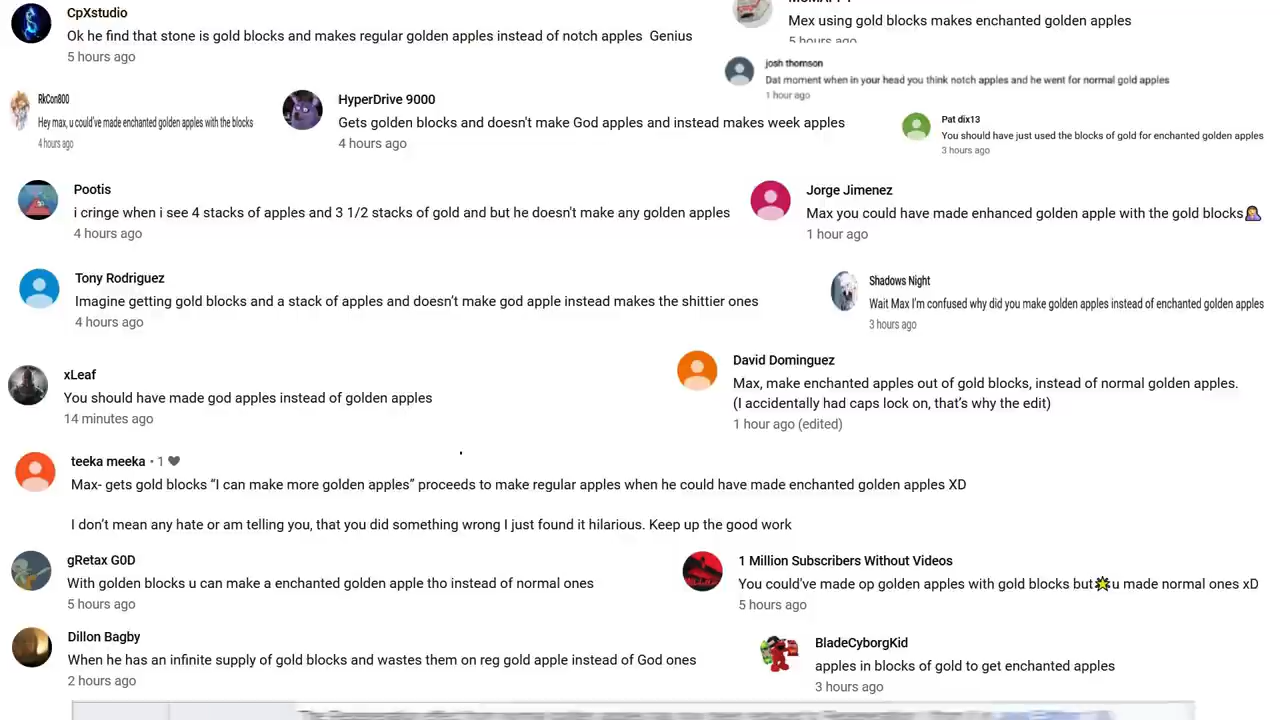 CpXstudio
Ok he find that stone is gold blocks and makes regular golden apples instead of notch apples  Genius
5 hours ago
Mex using gold blocks makes enchanted golden apples
5 hours ago
josh thomson
Dat moment when in your head you think notch apples and he went for normal gold apples
1 hour ago
RkCon800
Hey max, u could've made enchanted golden apples with the blocks
4 hours ago
HyperDrive 9000
Gets golden blocks and doesn't make God apples and instead makes week apples
4 hours ago
Pat dix13
You should have just used the blocks of gold for enchanted golden apples
3 hours ago
Pootis
i cringe when i see 4 stacks of apples and 3 1/2 stacks of gold and but he doesn't make any golden apples
4 hours ago
Jorge Jimenez
Max you could have made enhanced golden apple with the gold blocks🤦
1 hour ago
Tony Rodriguez
Imagine getting gold blocks and a stack of apples and doesn't make god apple instead makes the shittier ones
4 hours ago
Shadows Night
Wait Max I'm confused why did you make golden apples instead of enchanted golden apples
3 hours ago
xLeaf
You should have made god apples instead of golden apples
14 minutes ago
David Dominguez
Max, make enchanted apples out of gold blocks, instead of normal golden apples.
(I accidentally had caps lock on, that's why the edit)
1 hour ago (edited)
teeka meeka • 1 ♥
Max- gets gold blocks “I can make more golden apples” proceeds to make regular apples when he could have made enchanted golden apples XD
I don't mean any hate or am telling you, that you did something wrong I just found it hilarious. Keep up the good work
gRetax G0D
With golden blocks u can make a enchanted golden apple tho instead of normal ones
5 hours ago
1 Million Subscribers Without Videos
You could've made op golden apples with gold blocks but u made normal ones xD
5 hours ago
Dillon Bagby
When he has an infinite supply of gold blocks and wastes them on reg gold apple instead of God ones
2 hours ago
BladeCyborgKid
apples in blocks of gold to get enchanted apples
3 hours ago